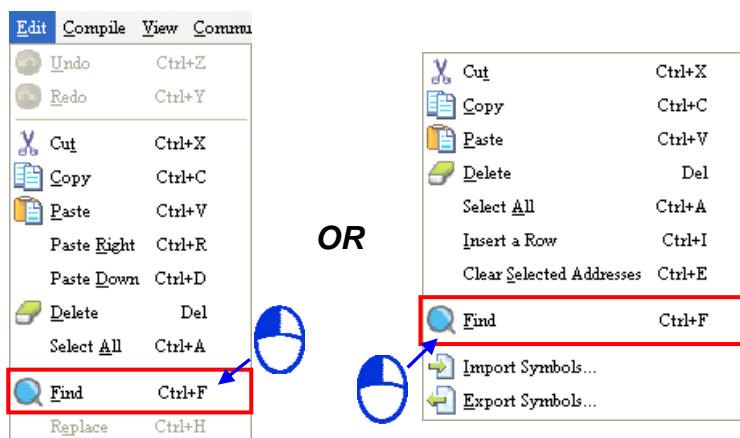 Edit Compile View Commu
Undo Ctrl+Z
Redo Ctrl+Y
Cut Ctrl+X
Copy Ctrl+C
Paste Ctrl+V
Paste Right Ctrl+R
Paste Down Ctrl+D
Delete Del
Select All Ctrl+A
Find Ctrl+F
Replace Ctrl+H
OR
Cut Ctrl+X
Copy Ctrl+C
Paste Ctrl+V
Delete Del
Select All Ctrl+A
Insert a Row Ctrl+I
Clear Selected Addresses Ctrl+E
Find Ctrl+F
Import Symbols...
Export Symbols...